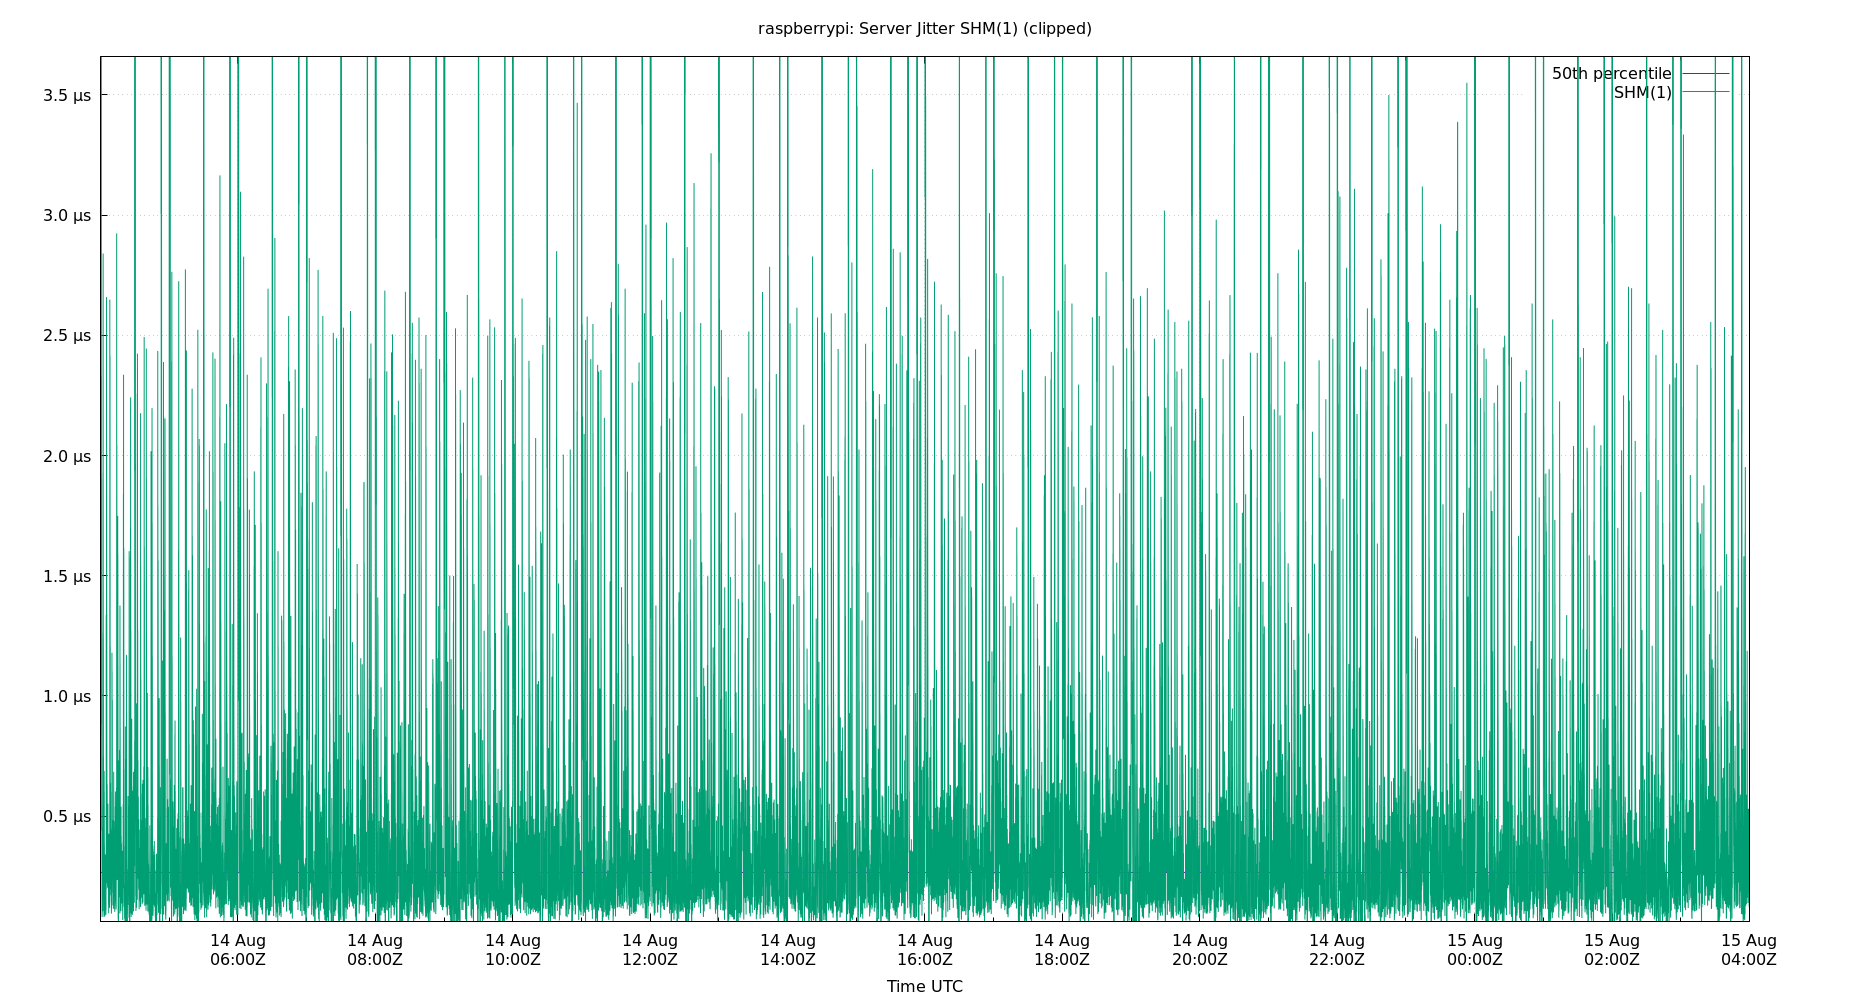 raspberrypi: Server Jitter SHM(1) (clipped)
50th percentile
SHM(1)
3.5 µs
3.0 µs
2.5 µs
2.0 µs
1.5 µs
1.0 µs
0.5 µs
14 Aug 14 Aug 14 Aug 14 Aug 14 Aug 14 Aug 14 Aug 14 Aug 14 Aug 15 Aug 15 Aug 15 Aug
06:00Z 08:00Z 10:00Z 12:00Z 14:00Z 16:00Z 18:00Z 20:00Z 22:00Z 00:00Z 02:00Z 04:00Z
Time UTC